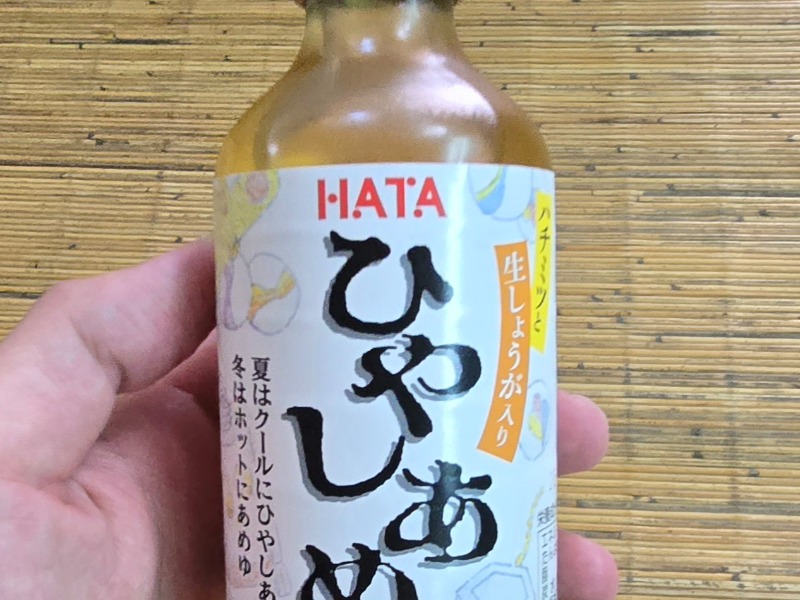 HATA
ハチミツと
生しょうが入り
ひやしあめ
夏はクールにひやしあ
冬はホットにあめゆ